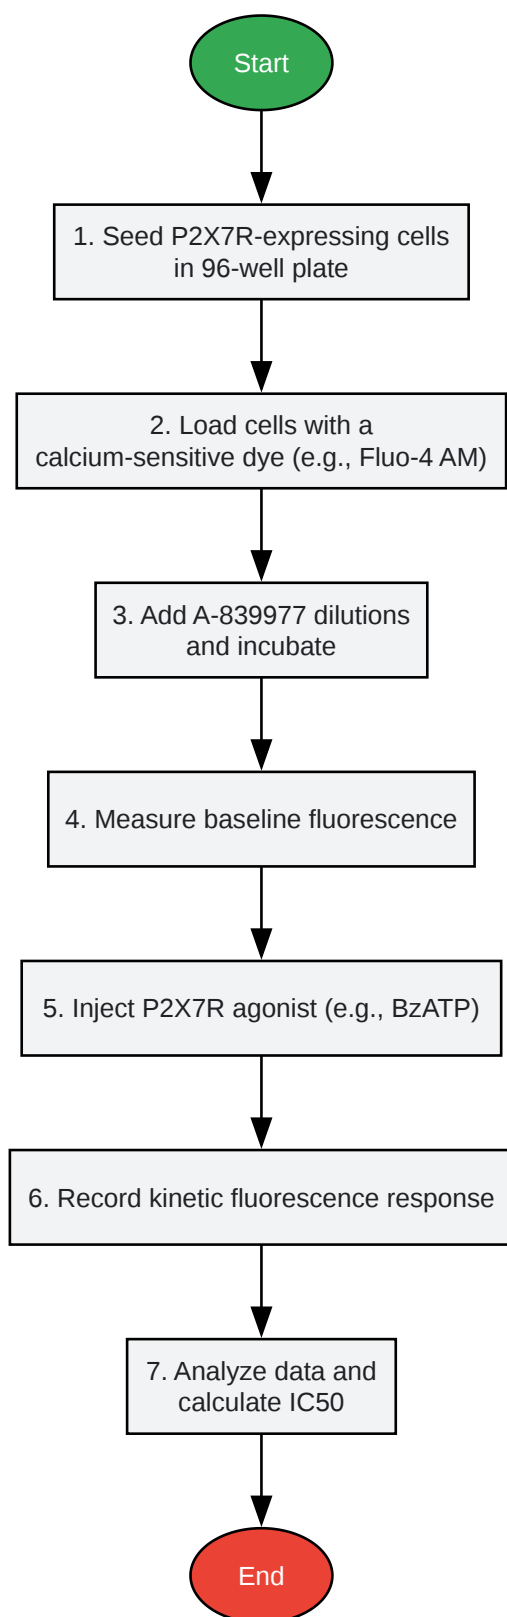 Start
1. Seed P2X7R-expressing cells
in 96-well plate
2. Load cells with a
calcium-sensitive dye (e.g., Fluo-4 AM)
3. Add A-839977 dilutions
and incubate
4. Measure baseline fluorescence
5. Inject P2X7R agonist (e.g., BzATP)
6. Record kinetic fluorescence response
7. Analyze data and
calculate IC50
End